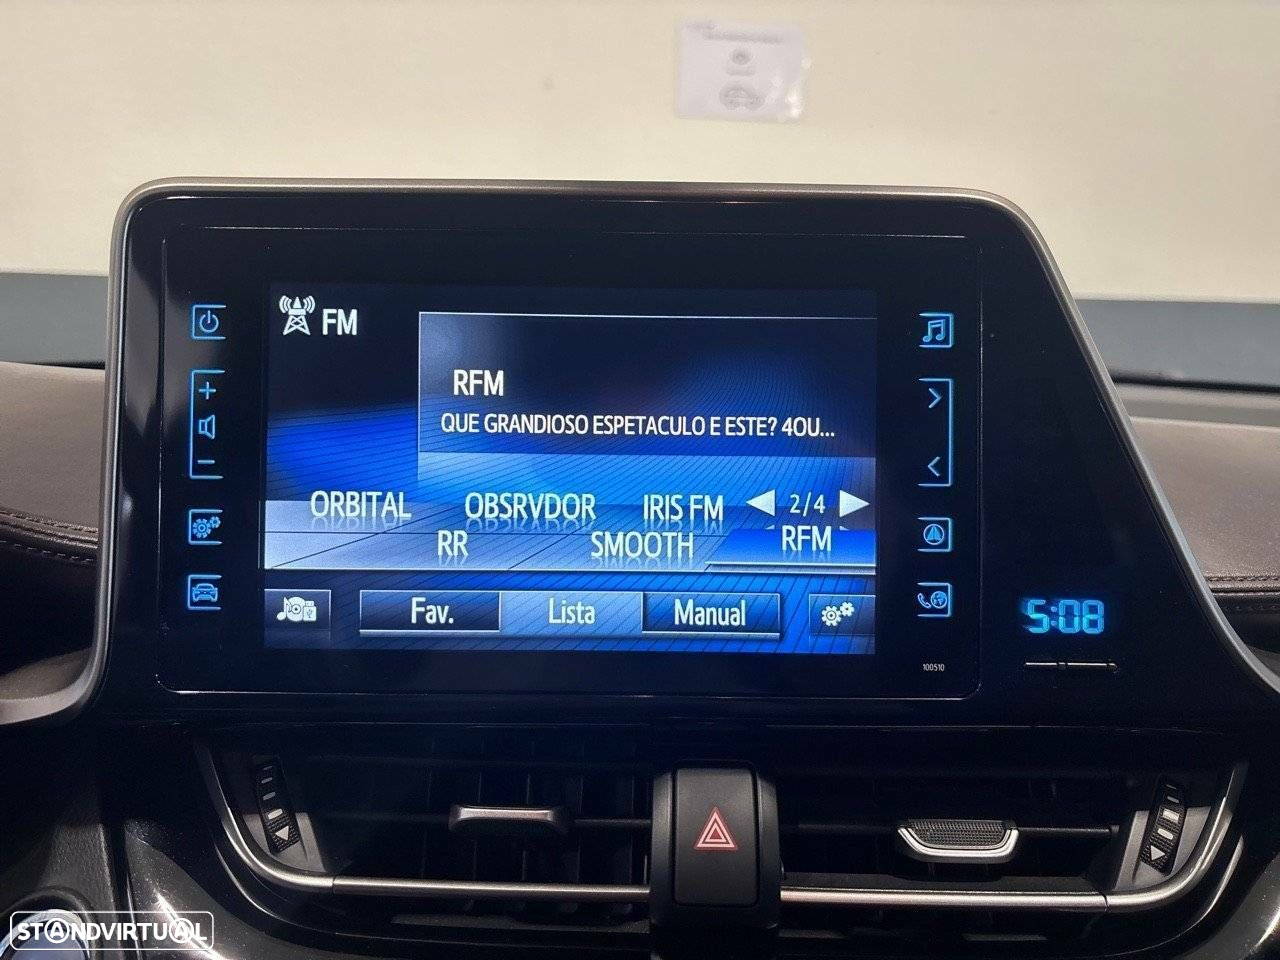 FM
RFM
QUE GRANDIOSO ESPETACULO E ESTE? 4OU...
ORBITAL OBSRVDOR IRIS FM 2/4
RR SMOOTH RFM
Fav. Lista Manual
5:08
100510
STANDVIRTUAL